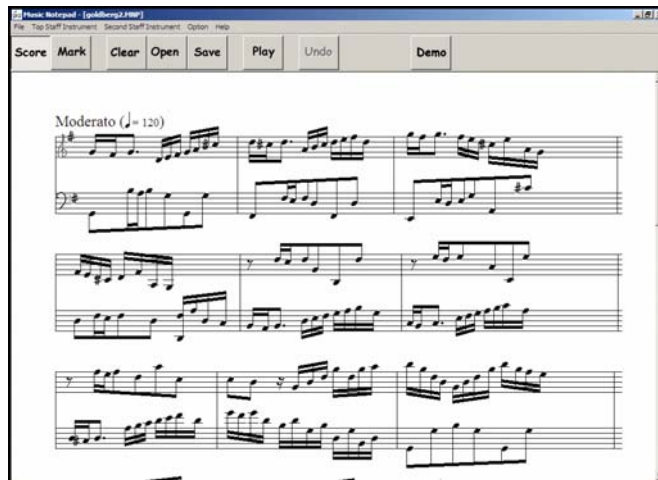 Music Notepad - [goldberg2.MNP]
File Top Staff Instrument Second Staff Instrument Option Help
Score Mark Clear Open Save Play Undo Demo
Moderato (♩= 120)